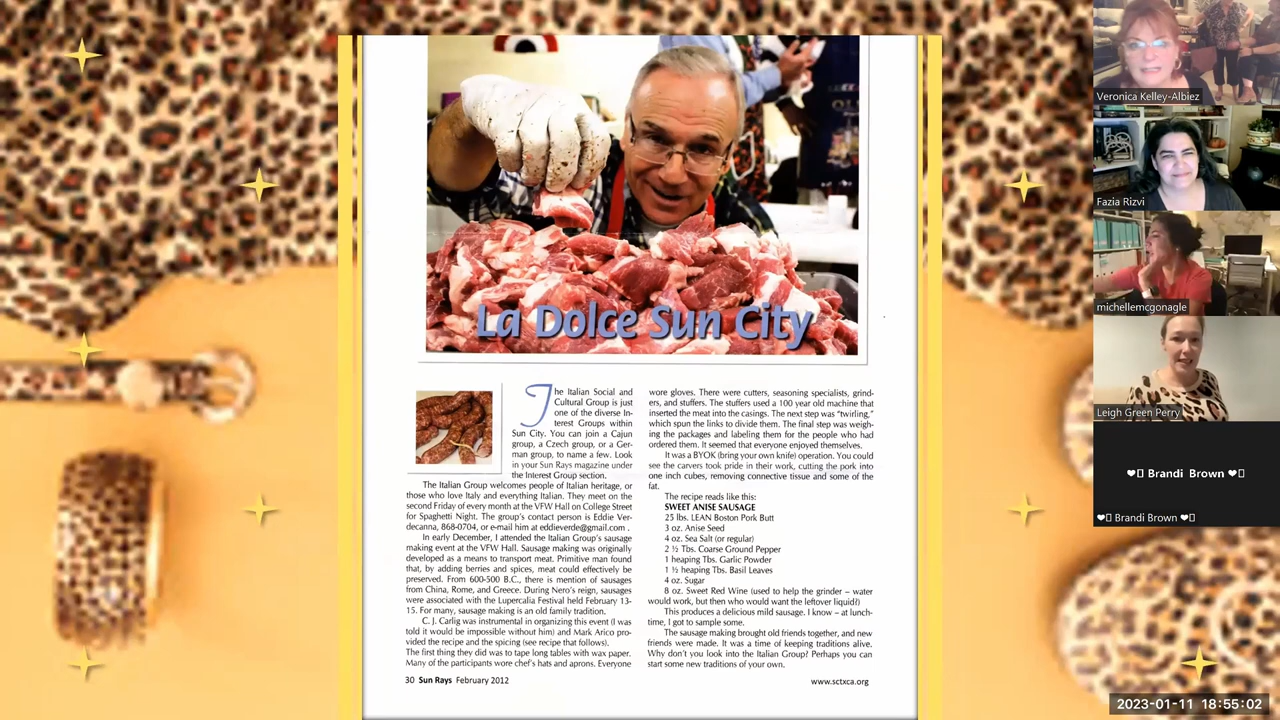 La Dolce Sun City
The Italian Social and
Cultural Group is just
one of the diverse In-
terest Groups within
Sun City. You can join a Cajun
group, a Czech group, or a Ger-
man group, to name a few. Look
in your Sun Rays magazine under
the Interest Group section.
The Italian Group welcomes people of Italian heritage, or
those who love Italy and everything Italian. They meet on the
second Friday of every month at the VFW Hall on College Street
for Spaghetti Night. The group's contact person is Eddie Ver-
decanna, 868-0704, or e-mail him at eddieverde@gmail.com .
In early December, I attended the Italian Group's sausage
making event at the VFW Hall. Sausage making was originally
developed as a means to transport meat. Primitive man found
that, by adding berries and spices, meat could effectively be
preserved. From 600-500 B.C., there is mention of sausages
from China, Rome, and Greece. During Nero's reign, sausages
were associated with the Lupercalia Festival held February 13-
15. For many, sausage making is an old family tradition.
C. J. Carlig was instrumental in organizing this event (I was
told it would be impossible without him) and Mark Arico pro-
vided the recipe and the spicing (see recipe that follows).
The first thing they did was to tape long tables with wax paper.
Many of the participants wore chef's hats and aprons. Everyone
wore gloves. There were cutters, seasoning specialists, grind-
ers, and stuffers. The stuffers used a 100 year old machine that
inserted the meat into the casings. The next step was "twirling,"
which spun the links to divide them. The final step was weigh-
ing the packages and labeling them for the people who had
ordered them. It seemed that everyone enjoyed themselves.
It was a BYOK (bring your own knife) operation. You could
see the carvers took pride in their work, cutting the pork into
one inch cubes, removing connective tissue and some of the
fat.
The recipe reads like this:
SWEET ANISE SAUSAGE
25 lbs. LEAN Boston Pork Butt
3 oz. Anise Seed
4 oz. Sea Salt (or regular)
2 ½ Tbs. Coarse Ground Pepper
1 heaping Tbs. Garlic Powder
1 ½ heaping Tbs. Basil Leaves
4 oz. Sugar
8 oz. Sweet Red Wine (used to help the grinder – water
would work, but then who would want the leftover liquid?)
This produces a delicious mild sausage. I know – at lunch-
time, I got to sample some.
The sausage making brought old friends together, and new
friends were made. It was a time of keeping traditions alive.
Why don't you look into the Italian Group? Perhaps you can
start some new traditions of your own.
30 Sun Rays February 2012
www.sctxca.org
Veronica Kelley-Albiez
Fazia Rizvi
michellemcgonagle
Leigh Green Perry
❤ Brandi Brown ❤
❤ Brandi Brown ❤
2023-01-11 18:55:02